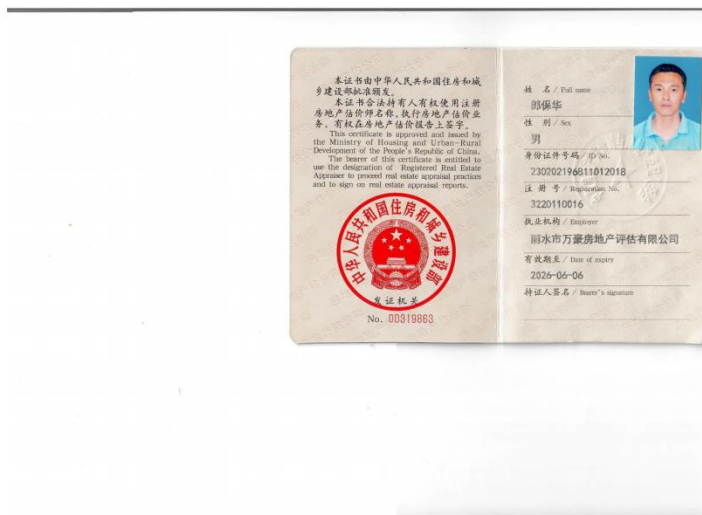 本证书由中华人民共和国住房和城
乡建设部批准颁发。
本证书合法持有人有权使用注册
房地产估价师名称，执行房地产估价业
务，有权在房地产估价报告上签字。
This certificate is approved and issued by
the Ministry of Housing and Urban-Rural
Development of the People's Republic of China.
The bearer of this certificate is entitled to
use the designation of Registered Real Estate
Appraiser to proceed real estate appraisal practices
and to sign on real estate appraisal reports.
中华人民共和国住房和城乡建设部
发证机关
No. 00319863
姓 名 / Full name
郎保华
性 别 / Sex
男
身份证件号码 / ID No.
230202196811012018
注 册 号 / Registration No.
3220110016
执业机构 / Employer
丽水市万豪房地产评估有限公司
有效期至 / Date of expiry
2026-06-06
持证人签名 / Bearer's signature